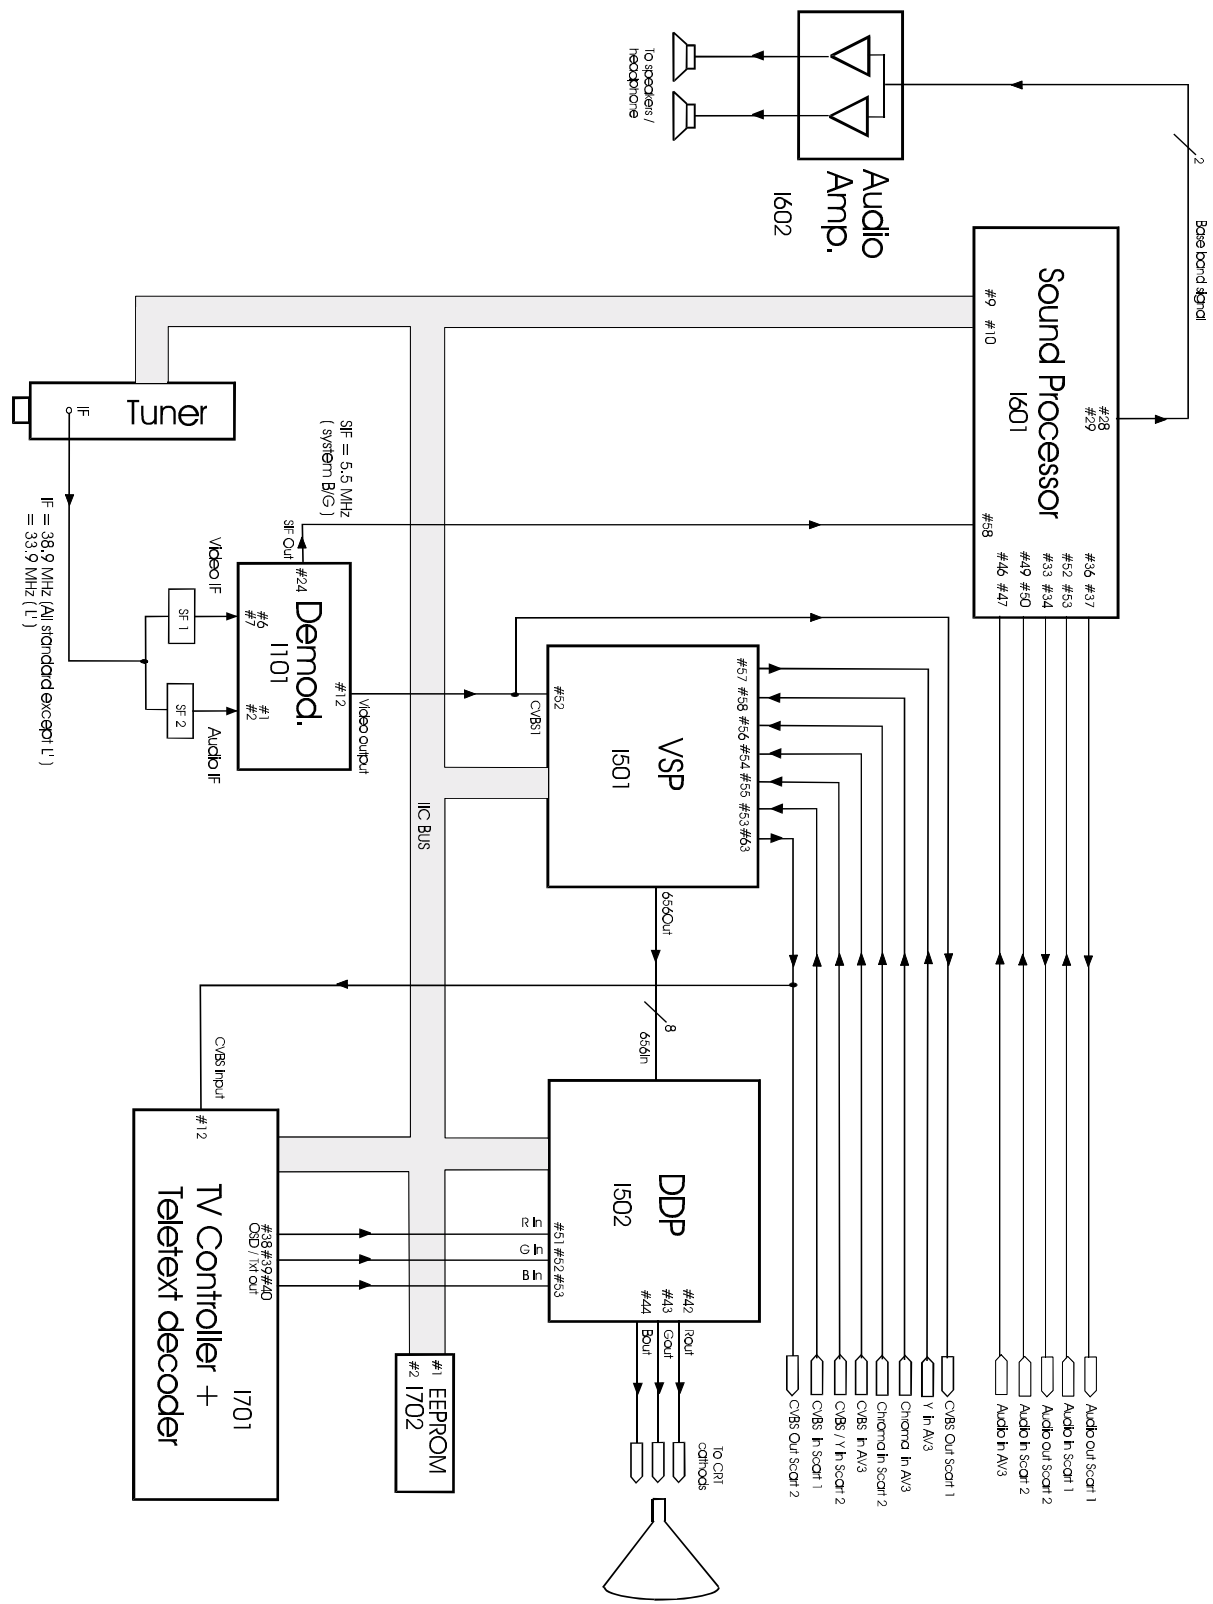 Tuner
IF
IF = 38.9 MHz (All standard except L' )
= 33.9 MHz ( L' )
Video IF
Audio IF
SF 1
SF 2
Demod.
I101
#6
#7
#1
#2
#24
#12
SIF Out
SIF = 5.5 MHz
( system B/G )
Video output
IIC BUS
To speakers /
headphone
Audio
Amp.
I602
2
Base band signal
Sound Processor
I601
#9 #10
#28
#29
#58
#46 #47
#49 #50
#33 #34
#52 #53
#36 #37
VSP
I501
#52
CVBS1
#57 #58 #56 #54 #55 #53 #63
656Out
8
656In
DDP
I502
R In
G In
B In
#51 #52 #53
#42
#43
#44
Rout
Gout
Bout
To CRT
cathods
CVBS Input
#12
TV Controller +
Teletext decoder
I701
#38 #39 #40
OSD / Txt out
#1
#2
EEPROM
I702
Audio Out Scart 1
Audio in Scart 1
Audio Out Scart 2
Audio in Scart 2
Audio in AV3
CVBS Out Scart 1
Y in AV3
Chroma in AV3
Chroma in Scart 2
CVBS in AV3
CVBS / Y in Scart 2
CVBS in Scart 1
CVBS Out Scart 2